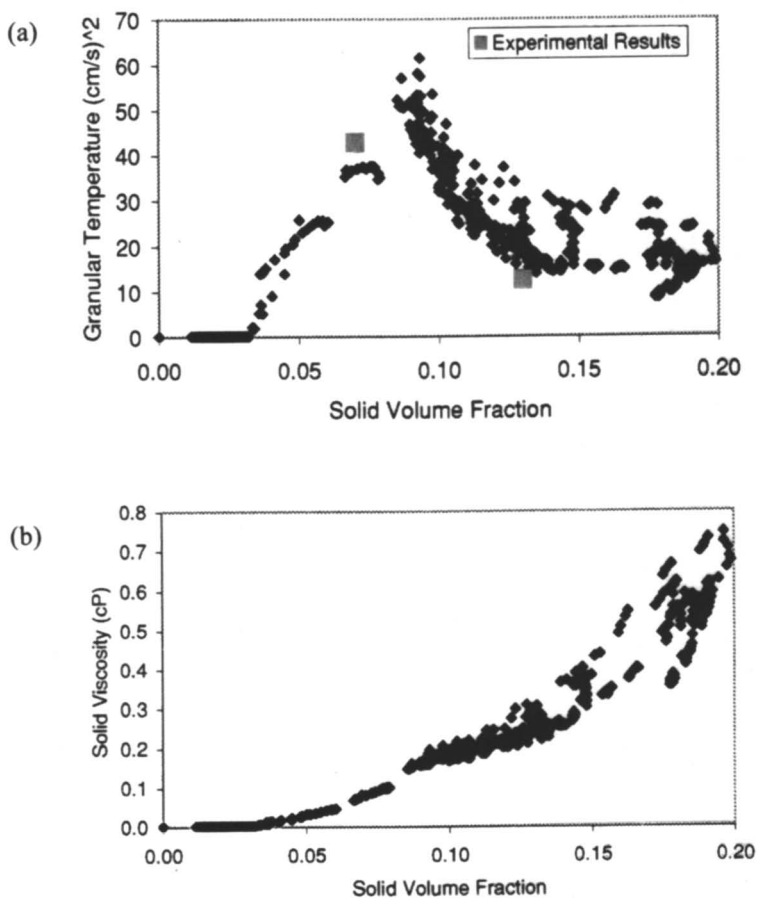 (a)
Granular Temperature (cm/s)^2
70
60
50
40
30
20
10
0
Experimental Results
0.00 0.05 0.10 0.15 0.20
Solid Volume Fraction
(b)
Solid Viscosity (cP)
0.8
0.7
0.6
0.5
0.4
0.3
0.2
0.1
0.0
0.00 0.05 0.10 0.15 0.20
Solid Volume Fraction